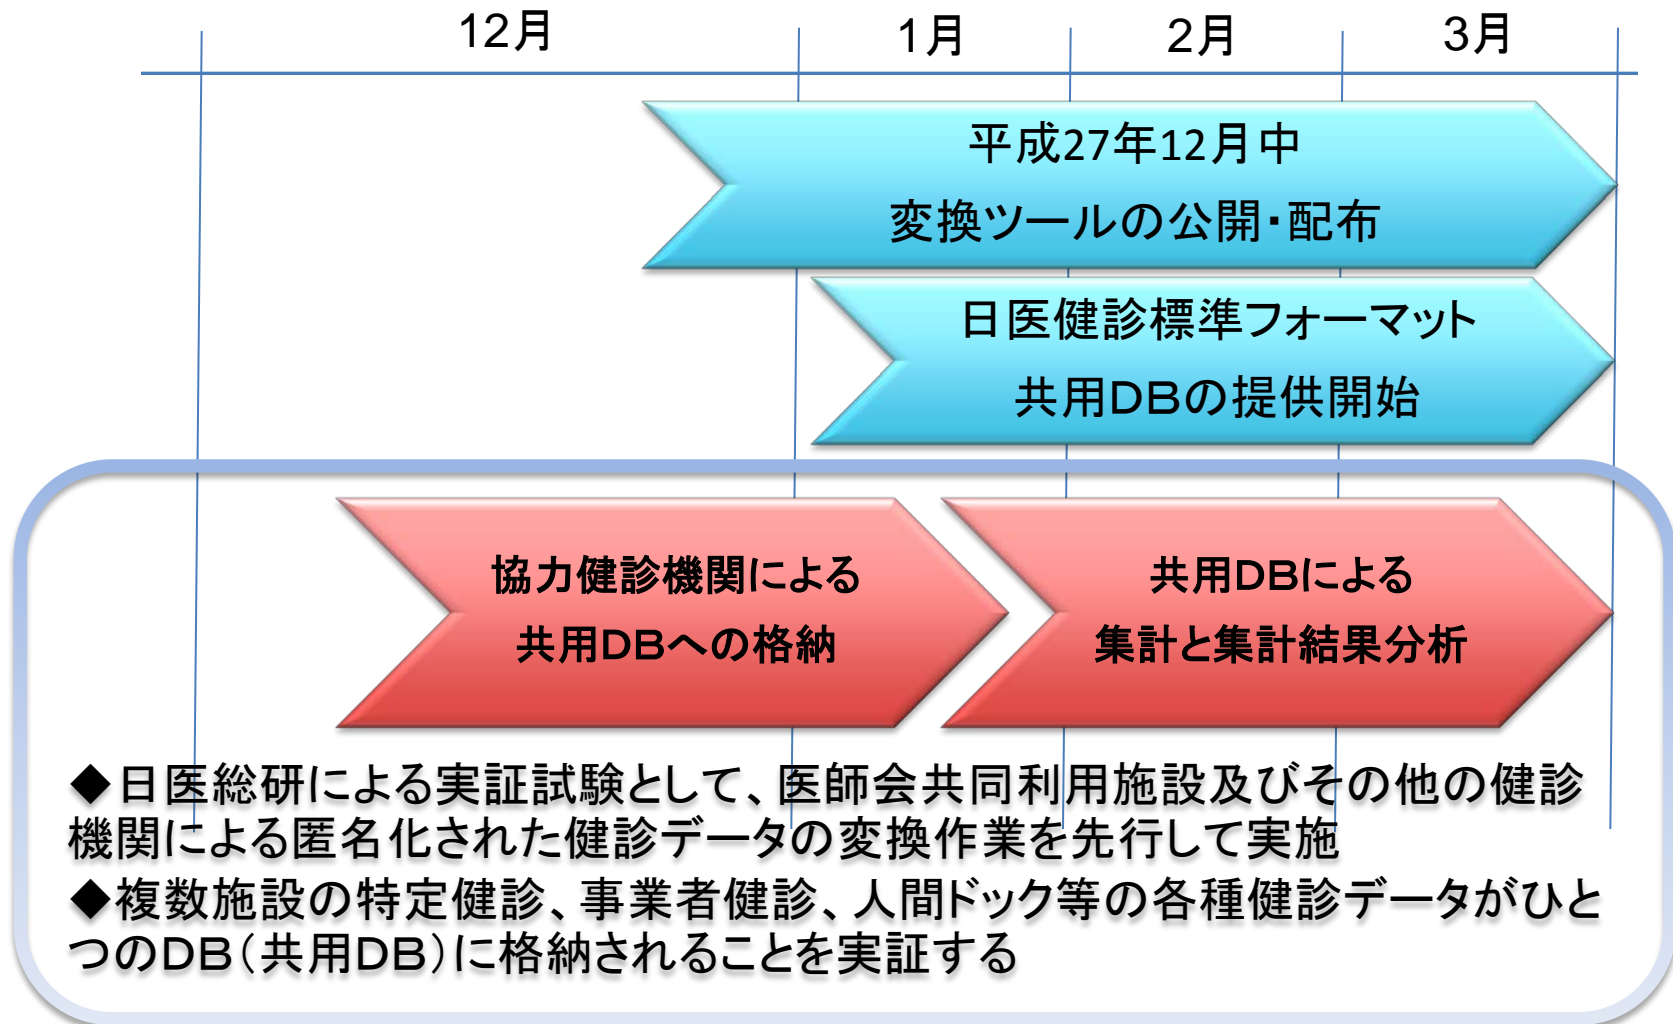 12月
1月
2月
3月
平成27年12月中
変換ツールの公開・配布
日医健診標準フォーマット
共用DBの提供開始
協力健診機関による
共用DBへの格納
共用DBによる
集計と集計結果分析
◆日医総研による実証試験として、医師会共同利用施設及びその他の健診
機関による匿名化された健診データの変換作業を先行して実施
◆複数施設の特定健診、事業者健診、人間ドック等の各種健診データがひと
つのDB（共用DB）に格納されることを実証する